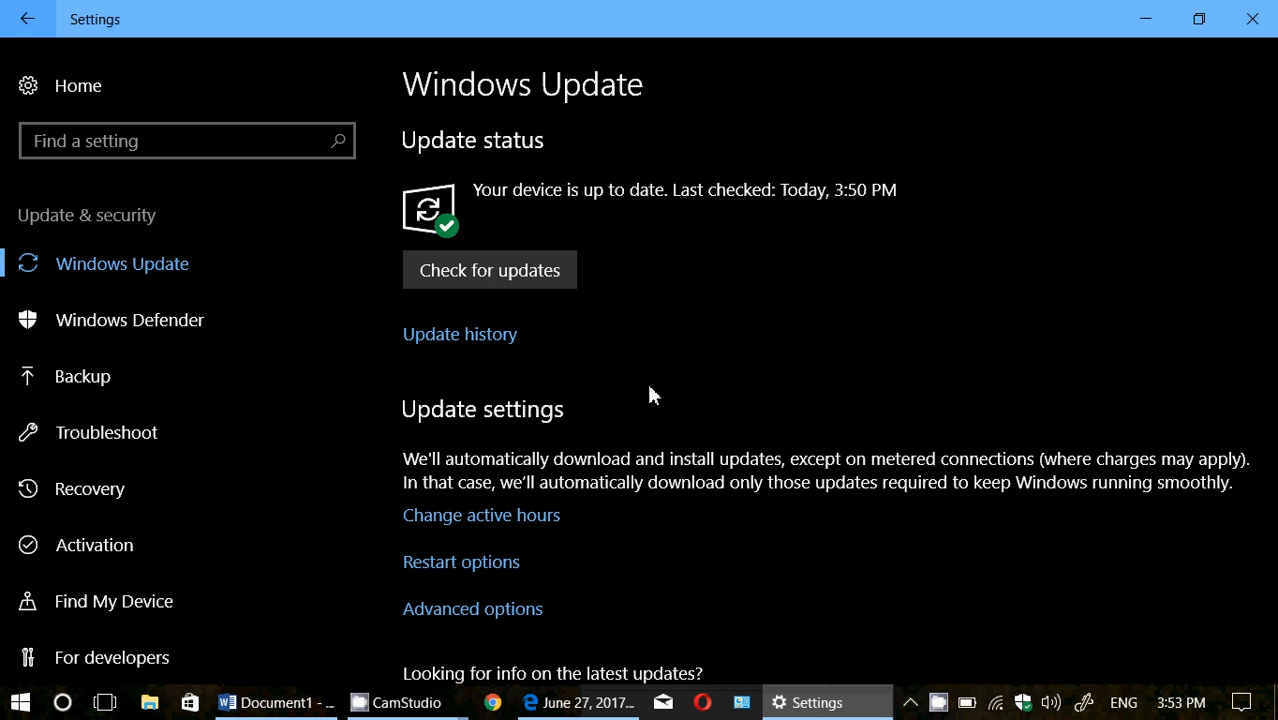 Settings
Home
Find a setting
Update & security
Windows Update
Windows Defender
Backup
Troubleshoot
Recovery
Activation
Find My Device
For developers
Windows Update
Update status
Your device is up to date. Last checked: Today, 3:50 PM
Check for updates
Update history
Update settings
We'll automatically download and install updates, except on metered connections (where charges may apply).
In that case, we'll automatically download only those updates required to keep Windows running smoothly.
Change active hours
Restart options
Advanced options
Looking for info on the latest updates?
Document1 - ... CamStudio June 27, 2017... Settings ENG 3:53 PM